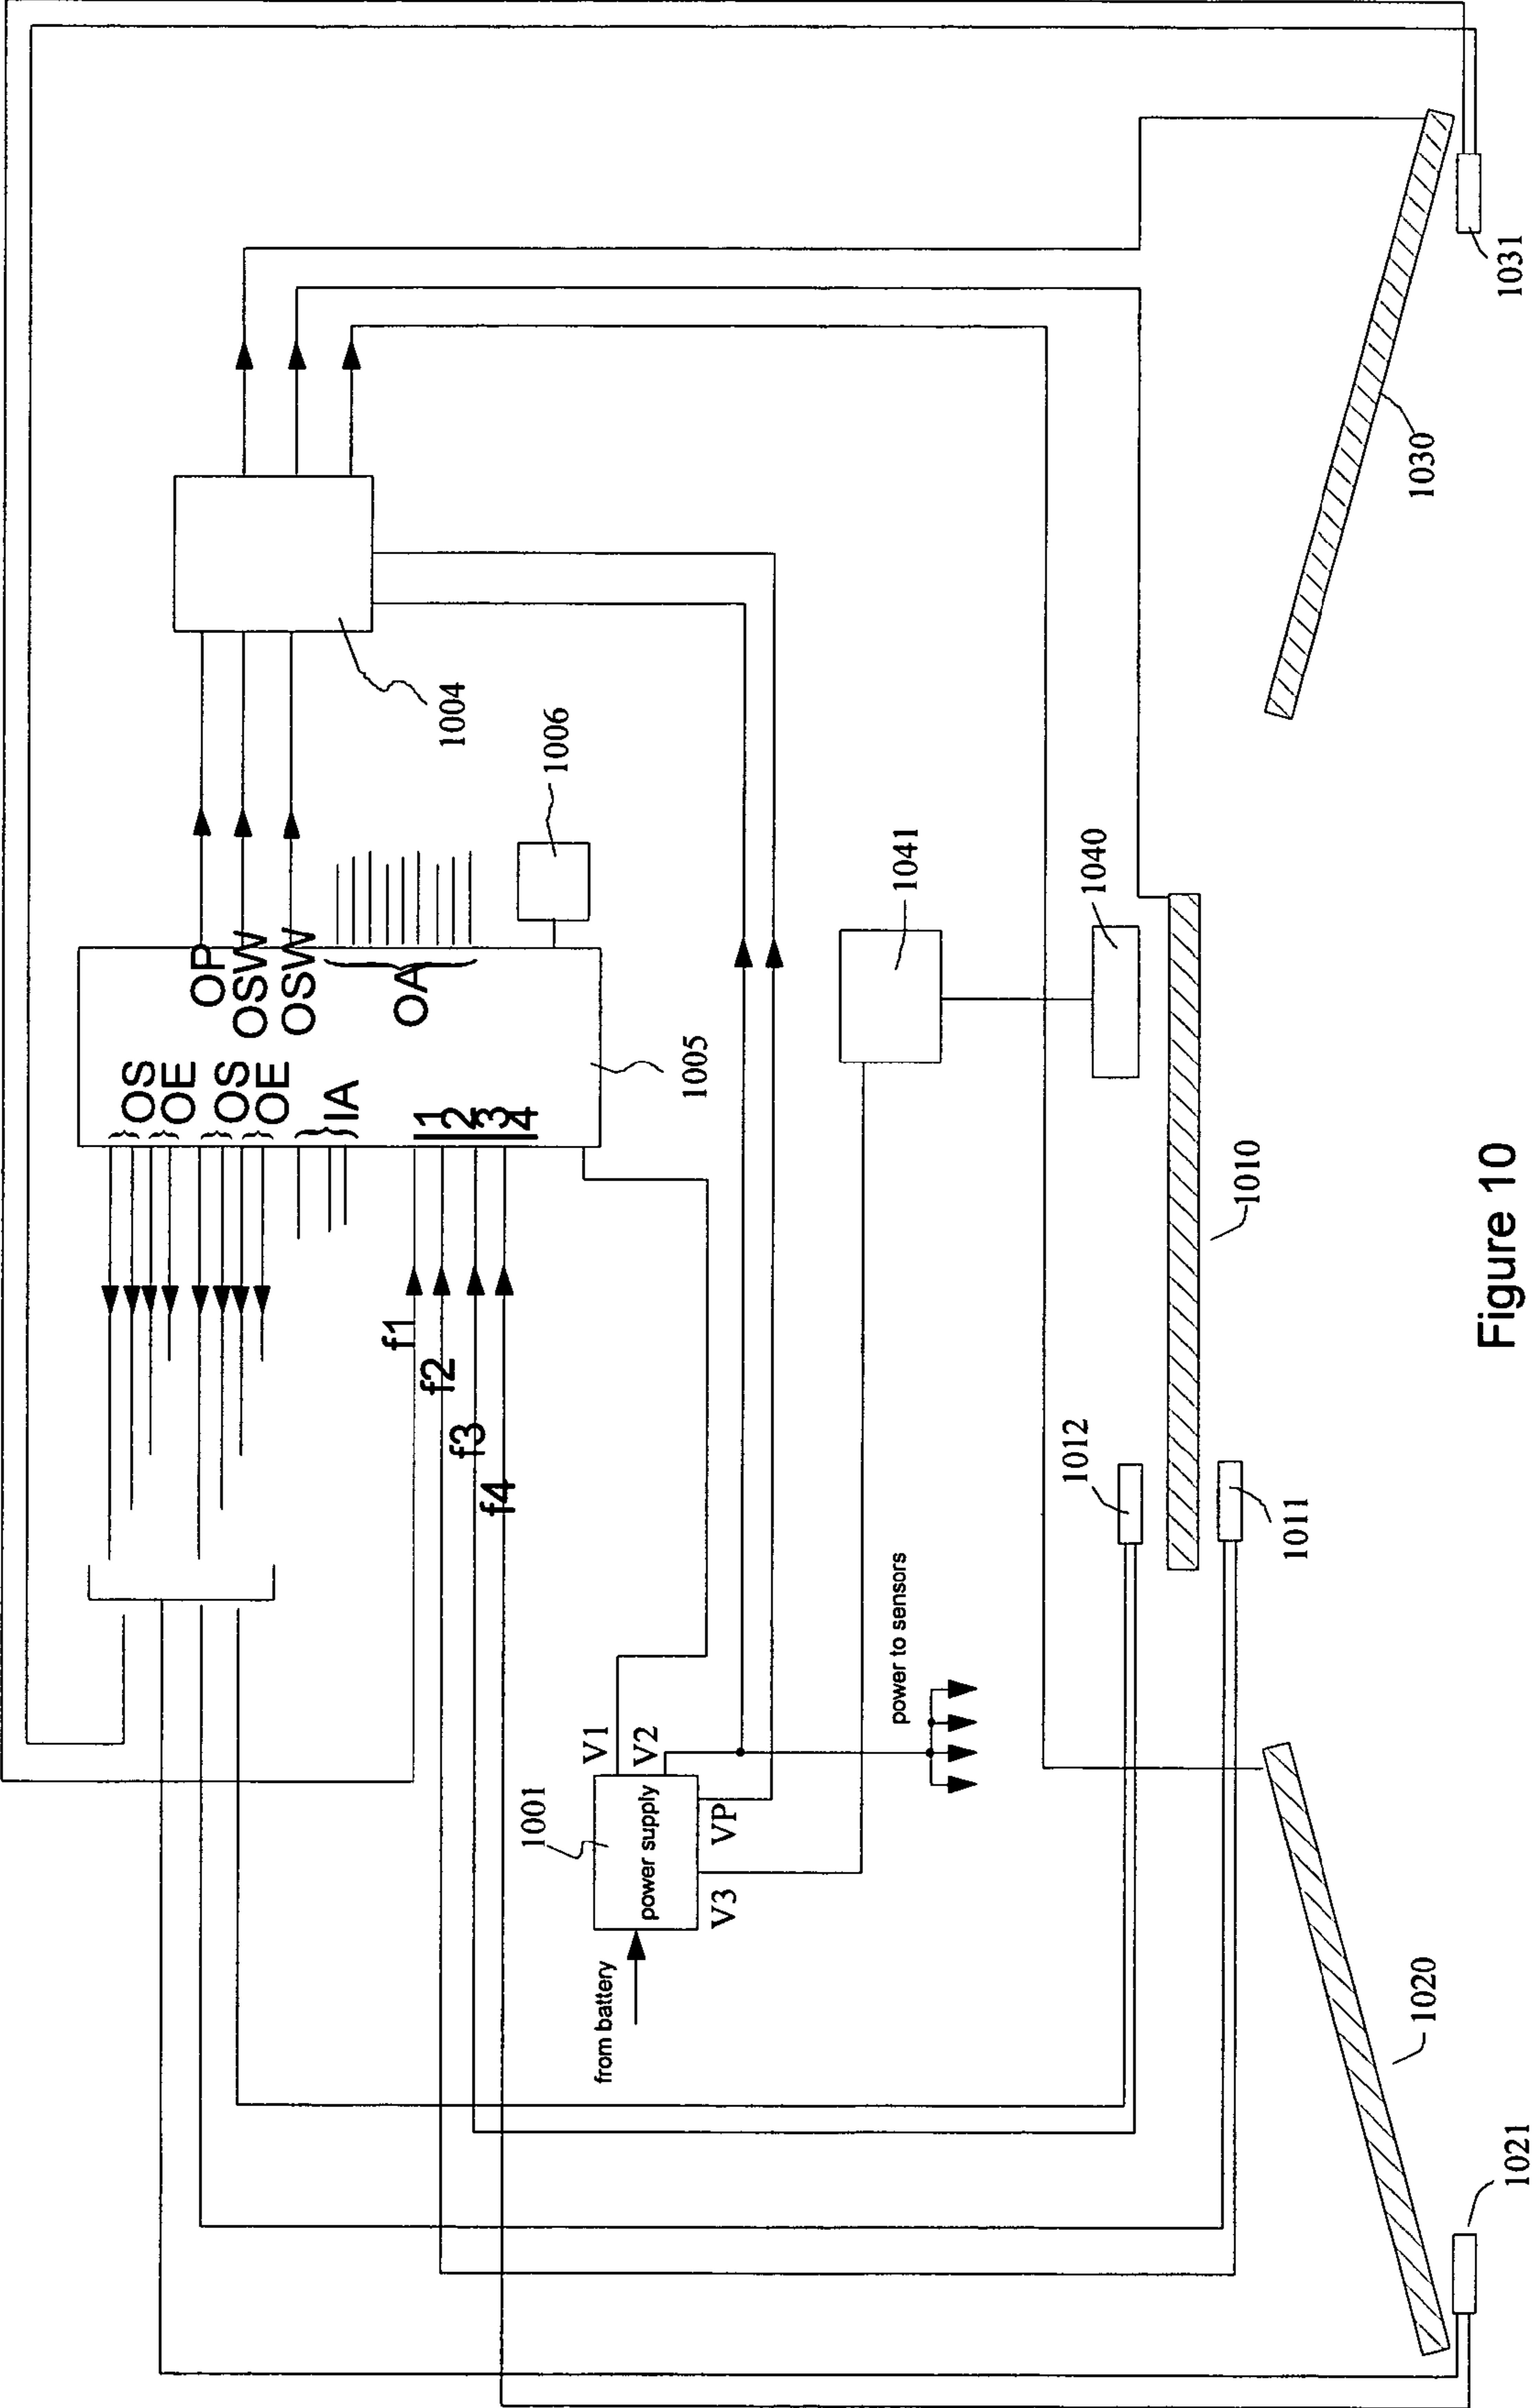 OS
OE
OS
OE
IA
OP
OSW
OSW
OA
1
2
3
4
f1
f2
f3
f4
1004
1006
1005
1041
1040
1001
power supply
V1
V2
VP
V3
from battery
power to sensors
1012
1011
1010
1020
1021
1030
1031
Figure 10